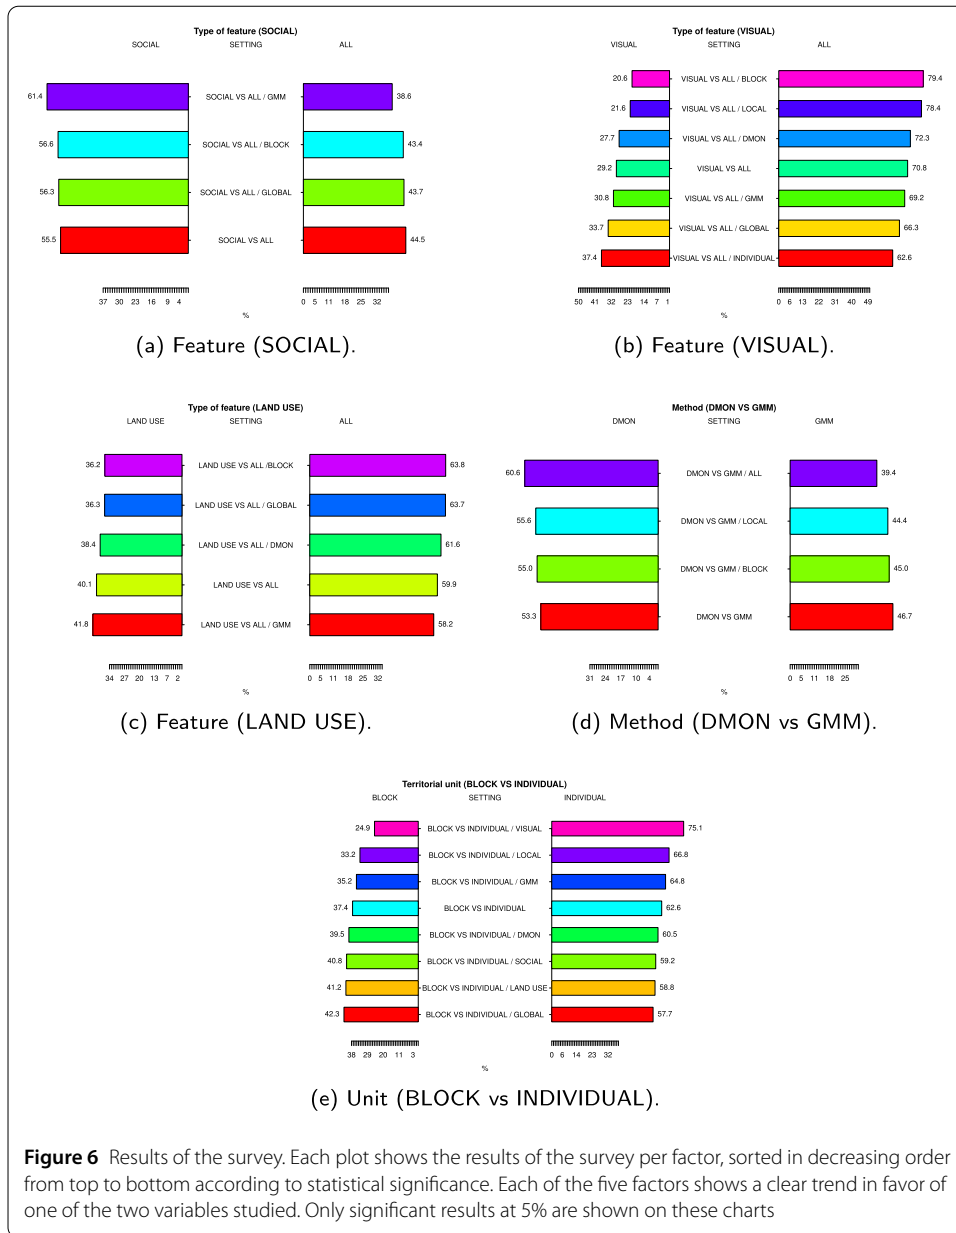 Type of feature (SOCIAL)
SOCIAL SETTING ALL
61.4 SOCIAL VS ALL / GMM 38.6
56.6 SOCIAL VS ALL / BLOCK 43.4
56.3 SOCIAL VS ALL / GLOBAL 43.7
55.5 SOCIAL VS ALL 44.5
37 30 23 16 9 4 0 5 11 18 25 32
%
(a) Feature (SOCIAL).
Type of feature (VISUAL)
VISUAL SETTING ALL
20.6 VISUAL VS ALL / BLOCK 79.4
21.6 VISUAL VS ALL / LOCAL 78.4
27.7 VISUAL VS ALL / DMON 72.3
29.2 VISUAL VS ALL 70.8
30.8 VISUAL VS ALL / GMM 69.2
33.7 VISUAL VS ALL / GLOBAL 66.3
37.4 VISUAL VS ALL / INDIVIDUAL 62.6
50 41 32 23 14 7 1 0 6 13 22 31 40 49
%
(b) Feature (VISUAL).
Type of feature (LAND USE)
LAND USE SETTING ALL
36.2 LAND USE VS ALL /BLOCK 63.8
36.3 LAND USE VS ALL / GLOBAL 63.7
38.4 LAND USE VS ALL / DMON 61.6
40.1 LAND USE VS ALL 59.9
41.8 LAND USE VS ALL / GMM 58.2
34 27 20 13 7 2 0 5 11 18 25 32
%
(c) Feature (LAND USE).
Method (DMON VS GMM)
DMON SETTING GMM
60.6 DMON VS GMM / ALL 39.4
55.6 DMON VS GMM / LOCAL 44.4
55.0 DMON VS GMM / BLOCK 45.0
53.3 DMON VS GMM 46.7
31 24 17 10 4 0 5 11 18 25
%
(d) Method (DMON vs GMM).
Territorial unit (BLOCK VS INDIVIDUAL)
BLOCK SETTING INDIVIDUAL
24.9 BLOCK VS INDIVIDUAL / VISUAL 75.1
33.2 BLOCK VS INDIVIDUAL / LOCAL 66.8
35.2 BLOCK VS INDIVIDUAL / GMM 64.8
37.4 BLOCK VS INDIVIDUAL 62.6
39.5 BLOCK VS INDIVIDUAL / DMON 60.5
40.8 BLOCK VS INDIVIDUAL / SOCIAL 59.2
41.2 BLOCK VS INDIVIDUAL / LAND USE 58.8
42.3 BLOCK VS INDIVIDUAL / GLOBAL 57.7
38 29 20 11 3 0 6 14 23 32
%
(e) Unit (BLOCK vs INDIVIDUAL).
Figure 6 Results of the survey. Each plot shows the results of the survey per factor, sorted in decreasing order
from top to bottom according to statistical significance. Each of the five factors shows a clear trend in favor of
one of the two variables studied. Only significant results at 5% are shown on these charts